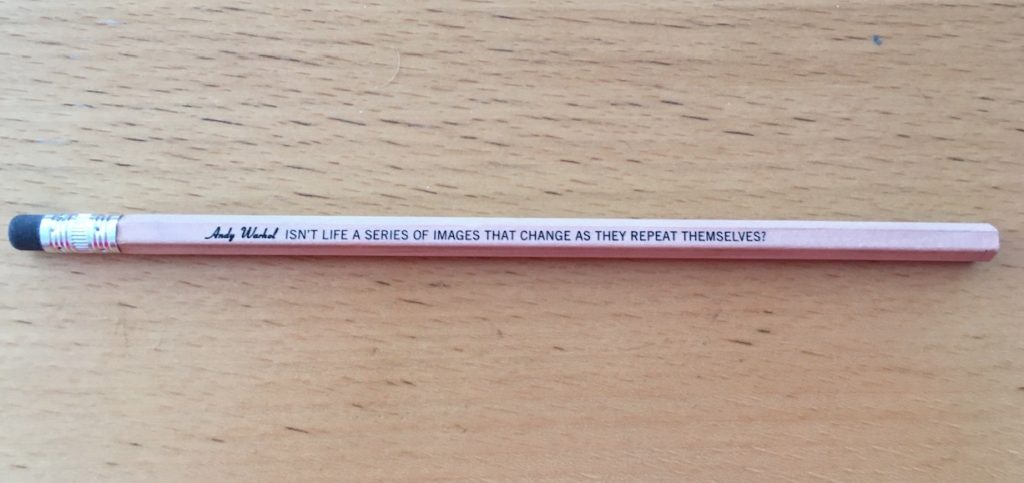 Andy Warhol ISN'T LIFE A SERIES OF IMAGES THAT CHANGE AS THEY REPEAT THEMSELVES?